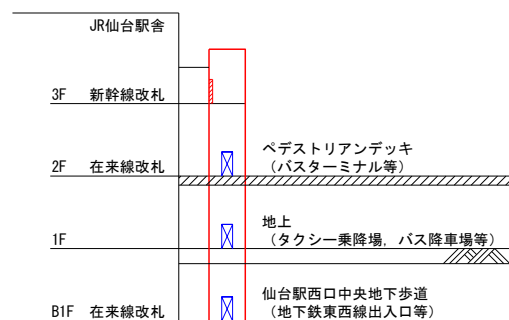 JR仙台駅舎
3F 新幹線改札
ペデストリアンデッキ
2F 在来線改札
（バスターミナル等）
地上
1F
（タクシー乗降場，バス降車場等）
仙台駅西口中央地下歩道
B1F 在来線改札
（地下鉄東西線出入口等）